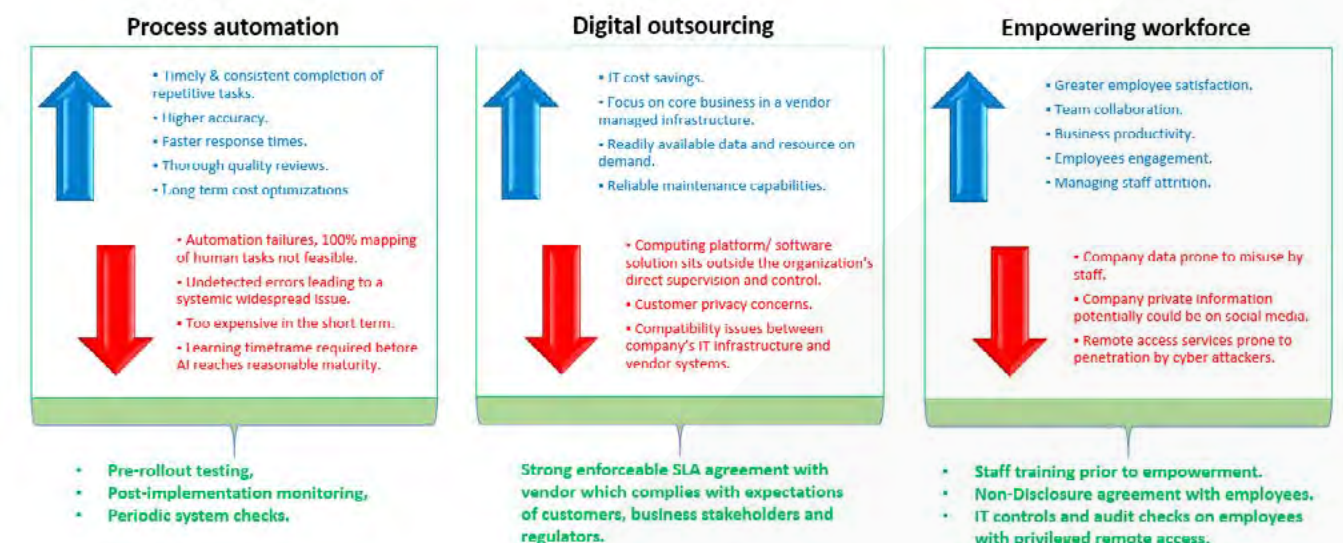 Process automation
• Timely & consistent completion of
repetitive tasks.
• Higher accuracy.
• Faster response times.
• Thorough quality reviews.
• Long term cost optimizations
• Automation failures, 100% mapping
of human tasks not feasible.
• Undetected errors leading to a
systemic widespread issue.
• Too expensive in the short term.
• Learning timeframe required before
AI reaches reasonable maturity.
• Pre-rollout testing,
• Post-implementation monitoring,
• Periodic system checks.
Digital outsourcing
• IT cost savings.
• Focus on core business in a vendor
managed infrastructure.
• Readily available data and resource on
demand.
• Reliable maintenance capabilities.
• Computing platform/ software
solution sits outside the organization's
direct supervision and control.
• Customer privacy concerns.
• Compatibility issues between
company's IT infrastructure and
vendor systems.
Strong enforceable SLA agreement with
vendor which complies with expectations
of customers, business stakeholders and
regulators.
Empowering workforce
• Greater employee satisfaction.
• Team collaboration.
• Business productivity.
• Employees engagement.
• Managing staff attrition.
• Company data prone to misuse by
staff.
• Company private information
potentially could be on social media.
• Remote access services prone to
penetration by cyber attackers.
• Staff training prior to empowerment.
• Non-Disclosure agreement with employees.
• IT controls and audit checks on employees
with privileged remote access.